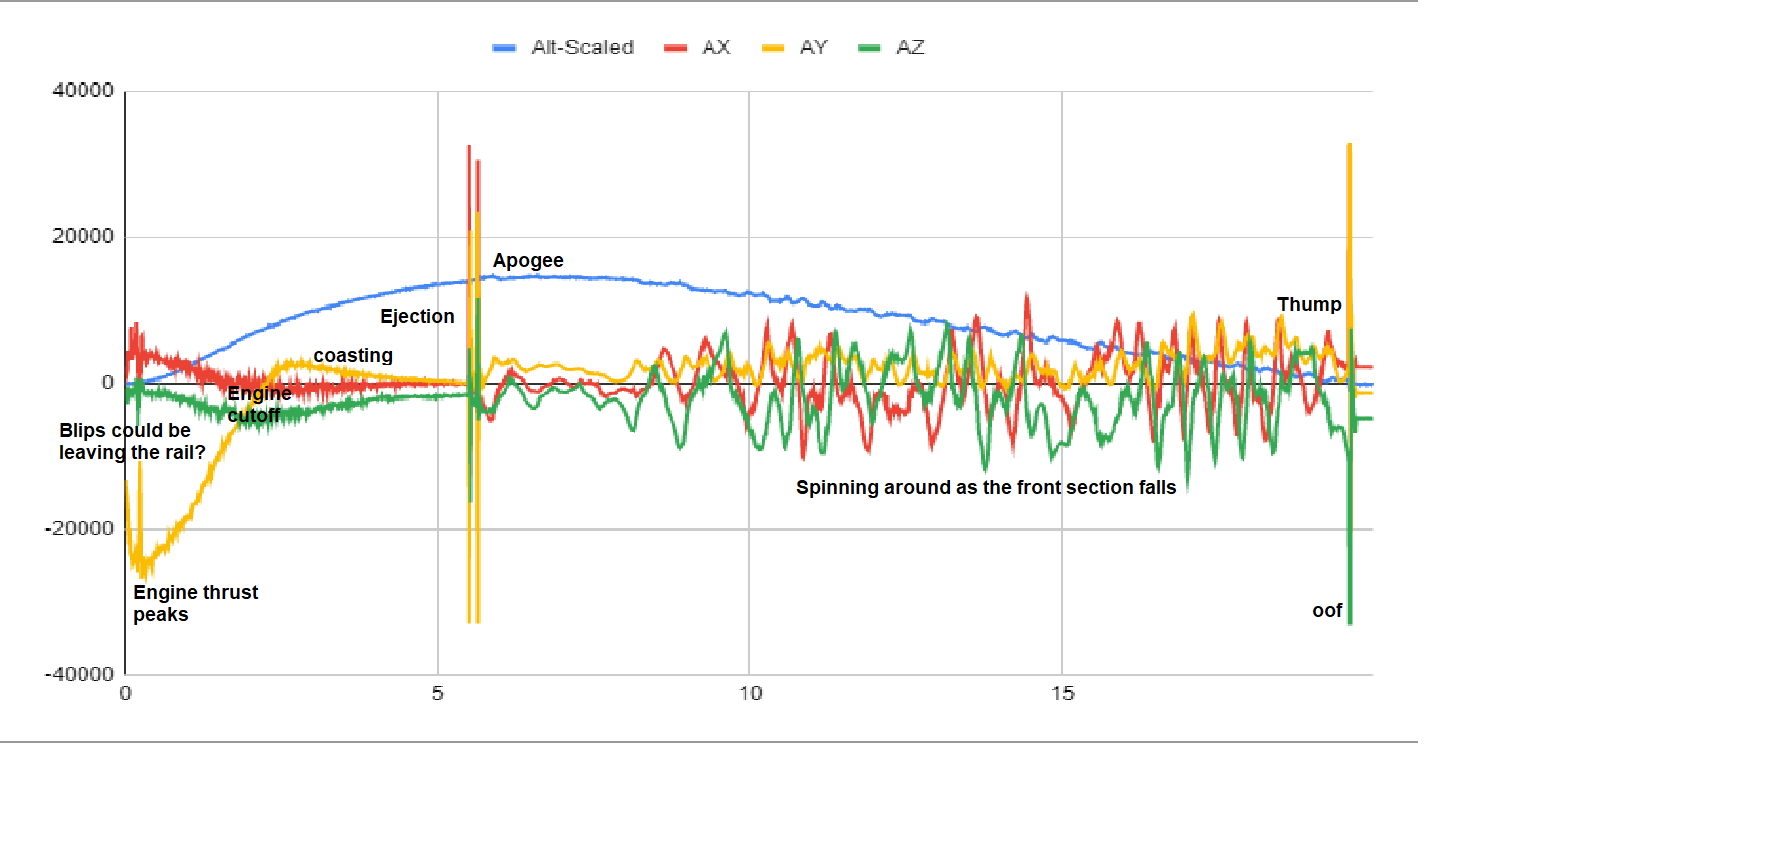 Alt-Scaled AX AY AZ
40000
20000
Apogee
Thump
Ejection
coasting
0
Engine
cutoff
Blips could be
leaving the rail?
Spinning around as the front section falls
-20000
Engine thrust
peaks
oof
-40000
0 5 10 15